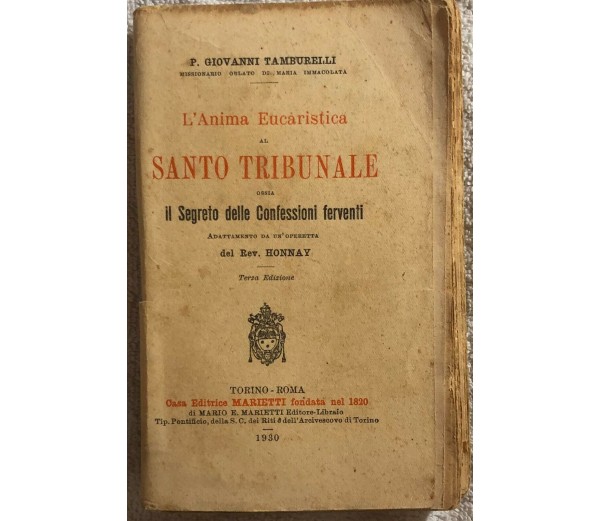 P. GIOVANNI TAMBURELLI
MISSIONARIO OBLATO DI MARIA IMMACOLATA
L'Anima Eucaristica
AL
SANTO TRIBUNALE
OSSIA
il Segreto delle Confessioni ferventi
ADATTAMENTO DA UN'OPERETTA
del Rev. HONNAY
Terza Edizione
TORINO - ROMA
Casa Editrice MARIETTI fondata nel 1820
di MARIO E. MARIETTI Editore-Libraio
Tip. Pontificio, della S. C. dei Riti e dell'Arcivescovo di Torino
1930